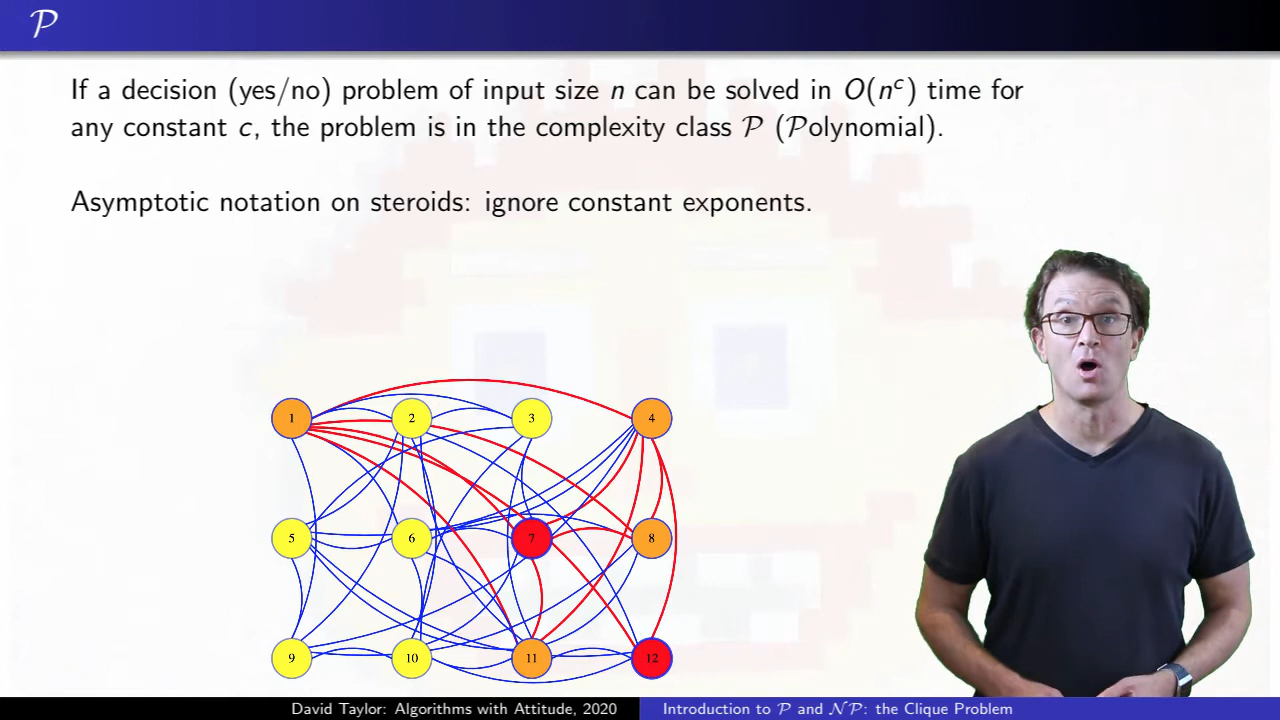 𝒫
If a decision (yes/no) problem of input size n can be solved in O(nᶜ) time for
any constant c, the problem is in the complexity class 𝒫 (𝒫olynomial).
Asymptotic notation on steroids: ignore constant exponents.
1 2 3 4
5 6 7 8
9 10 11 12
David Taylor: Algorithms with Attitude, 2020 Introduction to 𝒫 and 𝒩𝒫: the Clique Problem